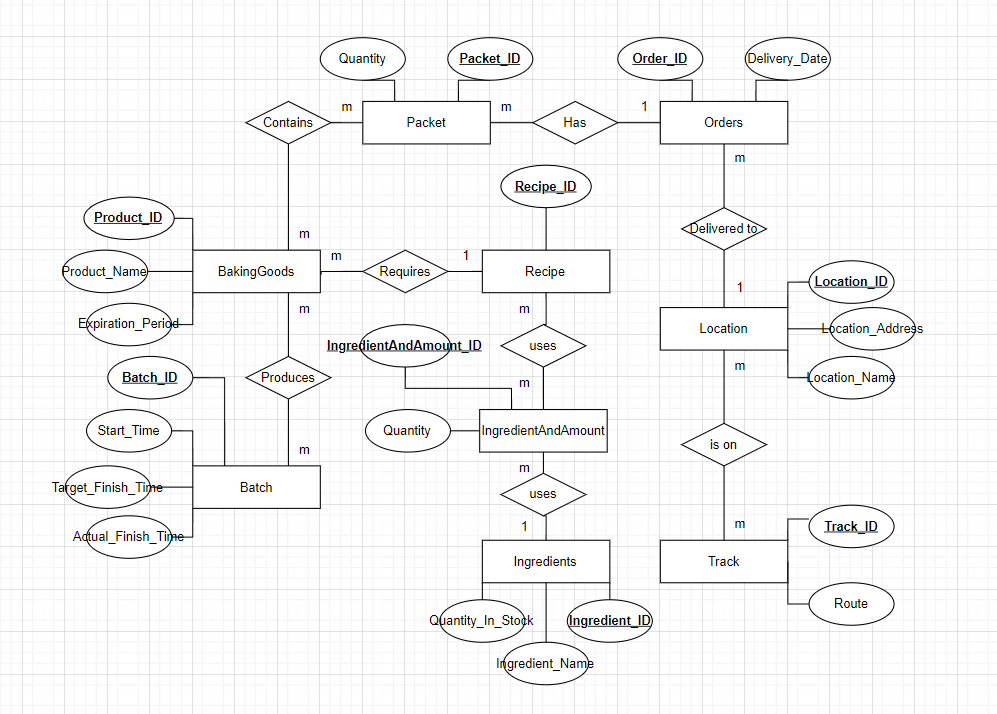 Quantity
Packet_ID
Order_ID
Delivery_Date
m
m
1
Contains
Packet
Has
Orders
m
Recipe_ID
Product_ID
Delivered to
m
m
1
Product_Name
BakingGoods
Requires
Recipe
Location_ID
1
m
m
Expiration_Period
Location
Location_Address
IngredientAndAmount_ID
uses
m
Batch_ID
Produces
m
Location_Name
Start_Time
Quantity
IngredientAndAmount
is on
m
m
Target_Finish_Time
Batch
uses
Actual_Finish_Time
1
m
Track_ID
Ingredients
Track
Route
Quantity_In_Stock
Ingredient_ID
Ingredient_Name